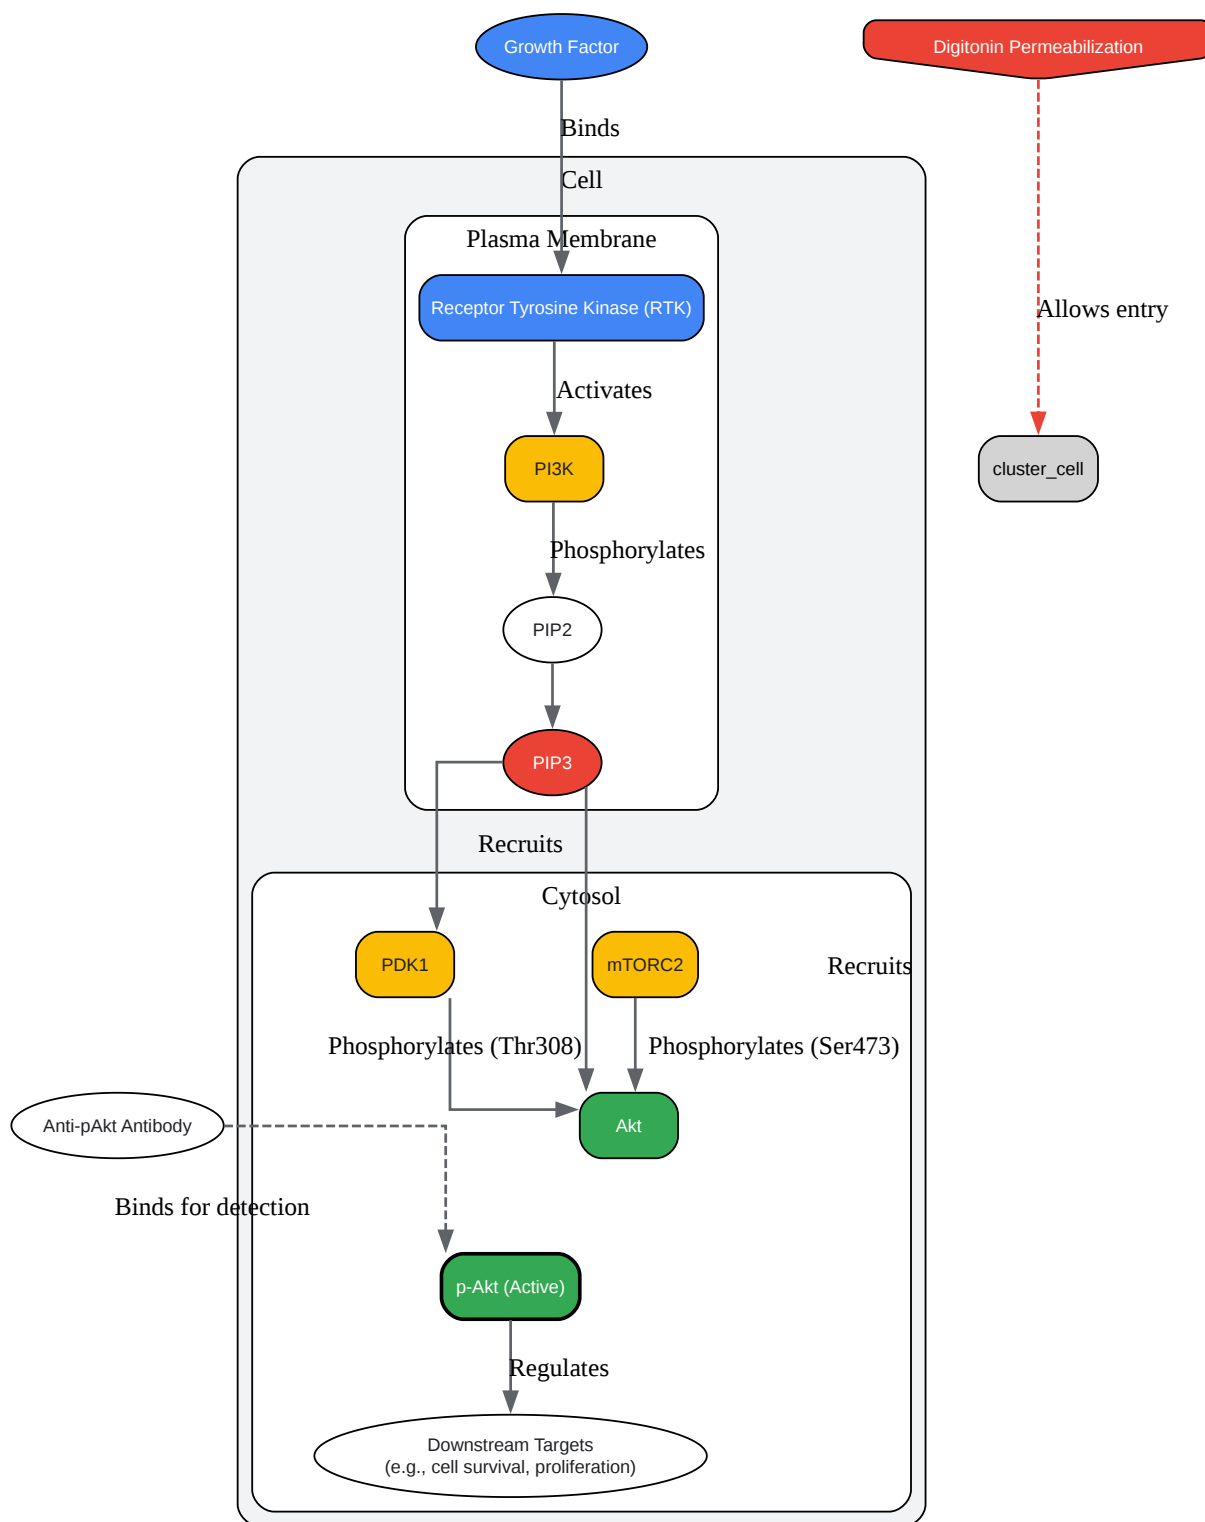 Growth Factor
Digitonin Permeabilization
Binds
Cell
Plasma Membrane
Receptor Tyrosine Kinase (RTK)
Allows entry
Activates
PI3K
cluster_cell
Phosphorylates
PIP2
PIP3
Recruits
Cytosol
PDK1
mTORC2
Recruits
Phosphorylates (Thr308)
Phosphorylates (Ser473)
Anti-pAkt Antibody
Akt
Binds for detection
p-Akt (Active)
Regulates
Downstream Targets
(e.g., cell survival, proliferation)